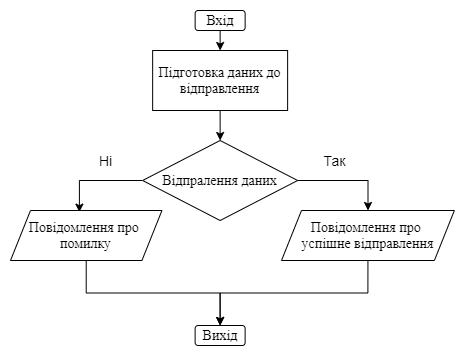 Вхід
Підготовка даних до
відправлення
Ні
Так
Відпралення даних
Повідомлення про
помилку
Повідомлення про
успішне відправлення
Вихід